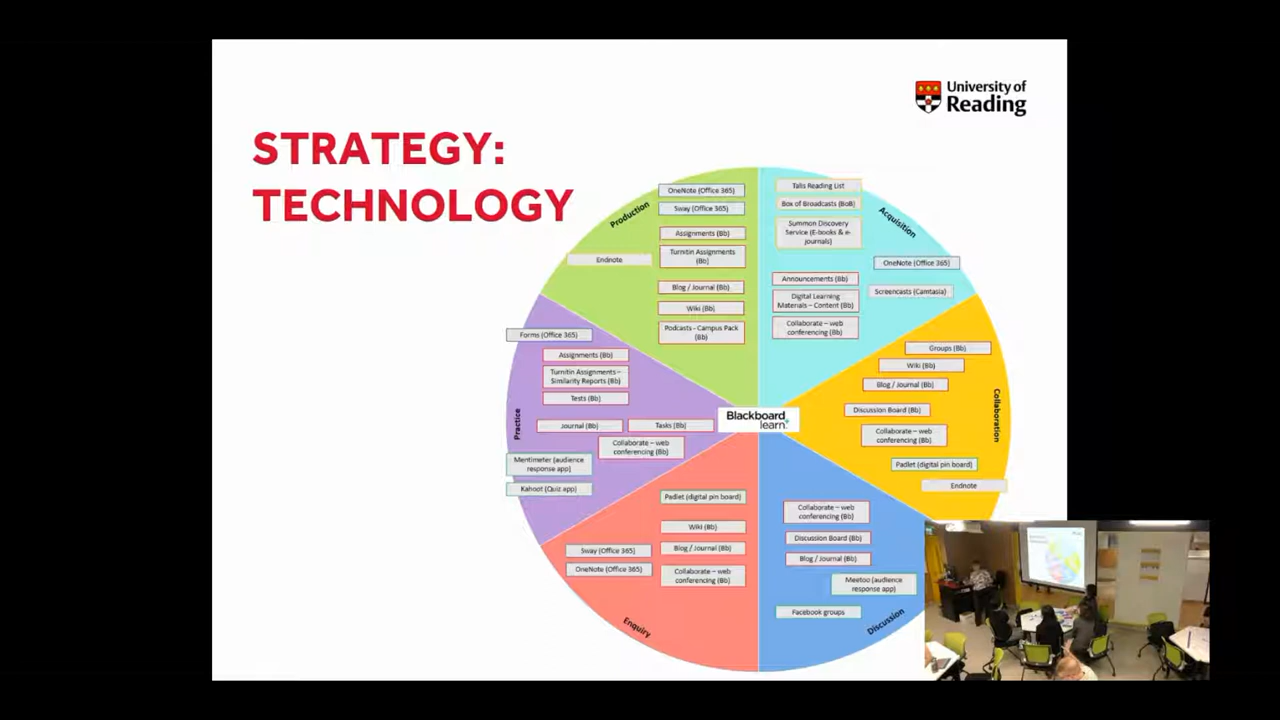 University of
Reading
STRATEGY:
TECHNOLOGY
Production
OneNote (Office 365)
Sway (Office 365)
Assignments (Bb)
Turnitin Assignments
(Bb)
Endnote
Blog / Journal (Bb)
Wiki (Bb)
Podcasts - Campus Pack
(Bb)
Acquisition
Talis Reading List
Box of Broadcasts (BoB)
Summon Discovery
Service (E-books & e-
journals)
OneNote (Office 365)
Announcements (Bb)
Screencasts (Camtasia)
Digital Learning
Materials – Content (Bb)
Collaborate – web
conferencing (Bb)
Collaboration
Groups (Bb)
Wiki (Bb)
Blog / Journal (Bb)
Discussion Board (Bb)
Collaborate – web
conferencing (Bb)
Padlet (digital pin board)
Endnote
Practice
Forms (Office 365)
Assignments (Bb)
Turnitin Assignments –
Similarity Reports (Bb)
Tests (Bb)
Journal (Bb)
Tasks (Bb)
Collaborate – web
conferencing (Bb)
Mentimeter (audience
response app)
Kahoot (Quiz app)
Blackboard
learn
Enquiry
Padlet (digital pin board)
Wiki (Bb)
Sway (Office 365)
Blog / Journal (Bb)
OneNote (Office 365)
Collaborate – web
conferencing (Bb)
Discussion
Collaborate – web
conferencing (Bb)
Discussion Board (Bb)
Blog / Journal (Bb)
Meetoo (audience
response app)
Facebook groups